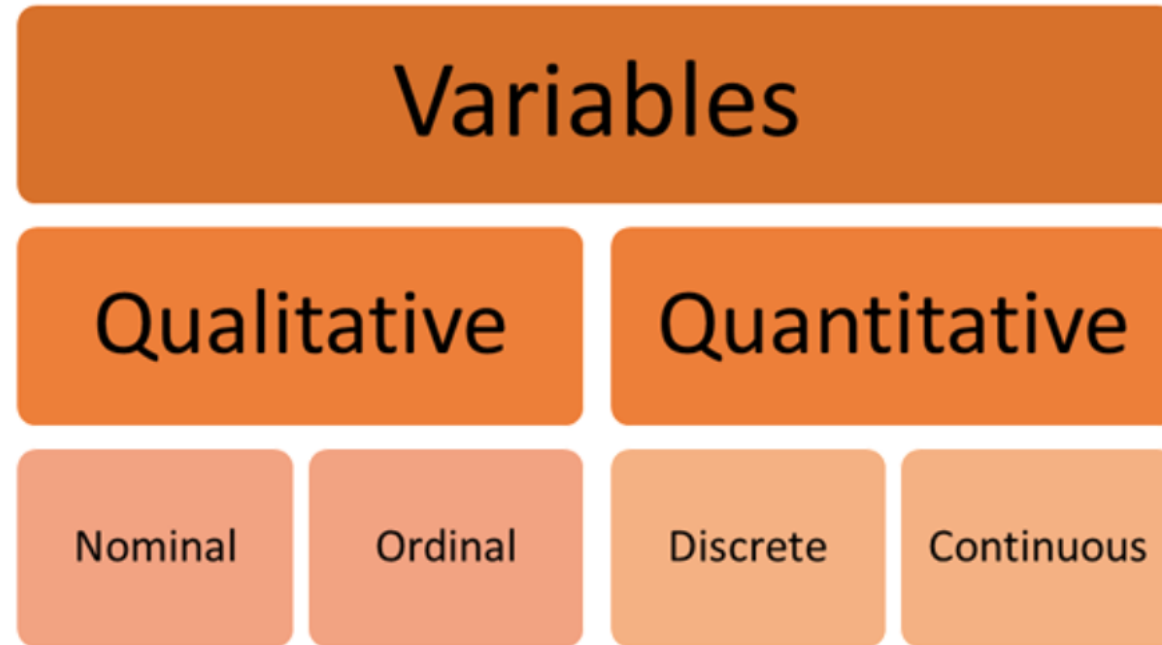 Variables
Qualitative
Quantitative
Nominal
Ordinal
Discrete
Continuous